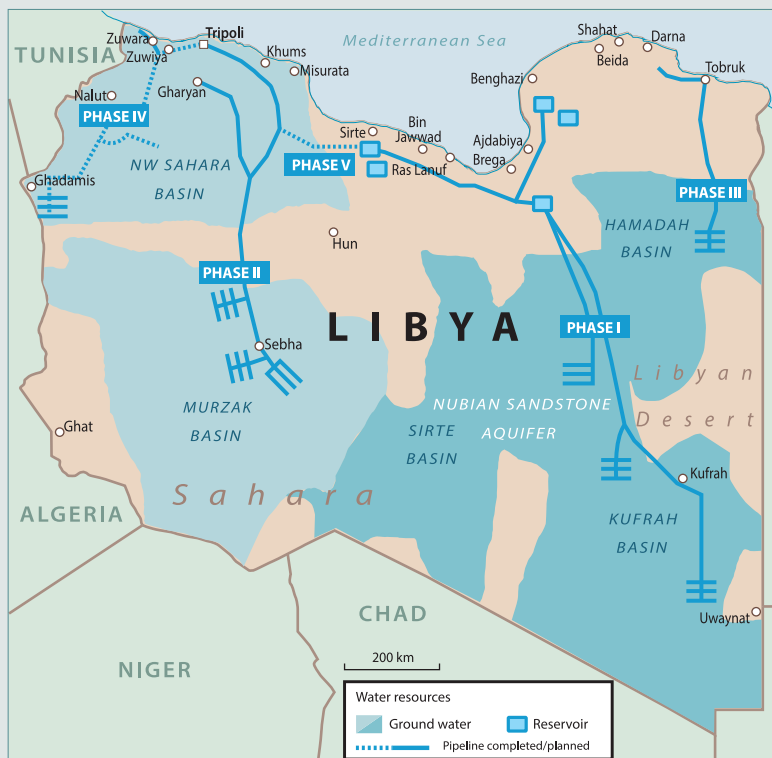 TUNISIA
Zuwara
Zuwiya
Tripoli
Khums
Misurata
Gharyan
Nalut
PHASE IV
Mediterranean Sea
Shahat
Beida
Darna
Tobruk
Benghazi
Sirte
Bin
Jawwad
Ras Lanuf
Ajdabiya
Brega
PHASE V
NW SAHARA
BASIN
Ghadamis
PHASE III
HAMADAH
BASIN
Hun
PHASE II
LIBYA
PHASE I
Sebha
Libyan
Desert
MURZAK
BASIN
NUBIAN SANDSTONE
AQUIFER
SIRTE
BASIN
Ghat
Sahara
Kufrah
KUFRAH
BASIN
ALGERIA
Uwaynat
CHAD
NIGER
200 km
Water resources
Ground water
Reservoir
Pipeline completed/planned